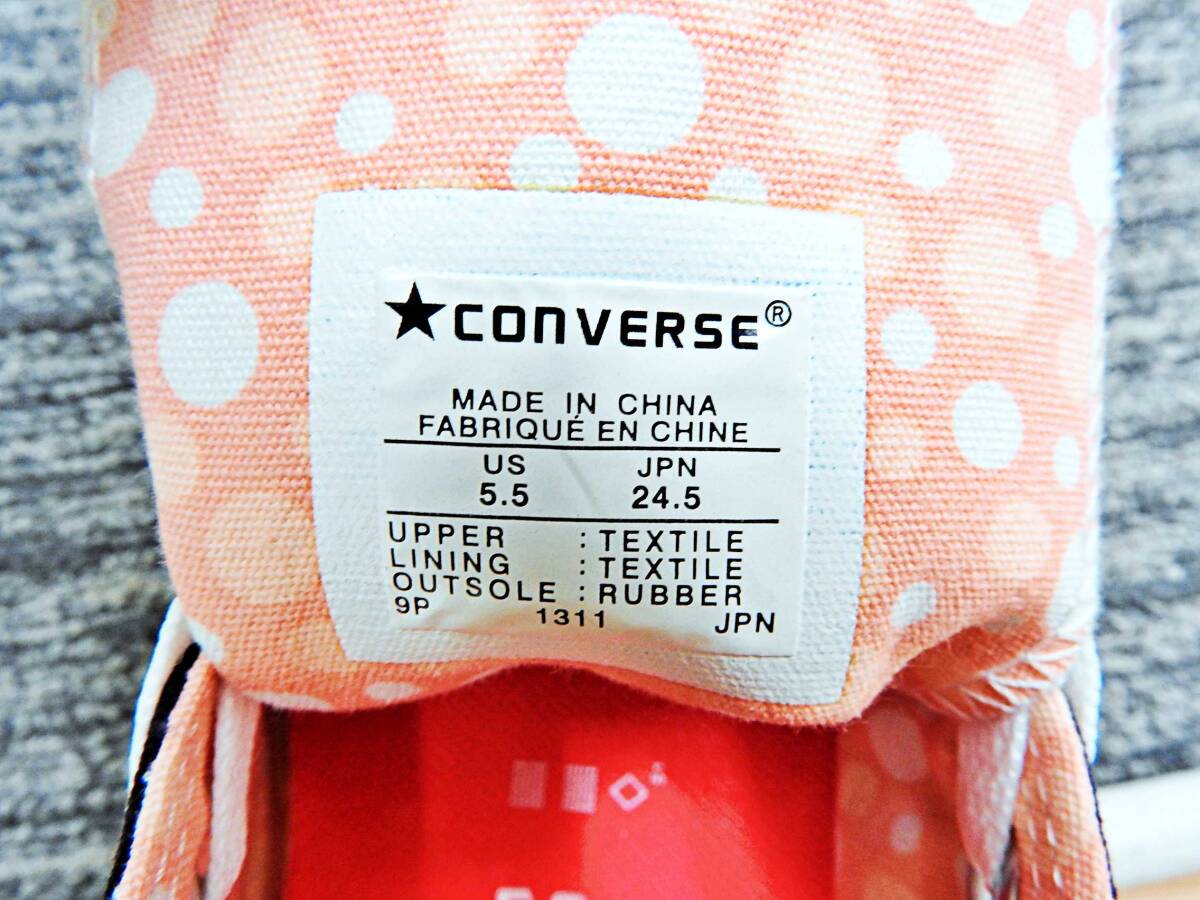 ★CONVERSE®
MADE IN CHINA
FABRIQUÉ EN CHINE
US JPN
5.5 24.5
UPPER : TEXTILE
LINING : TEXTILE
OUTSOLE : RUBBER
9P 1311 JPN